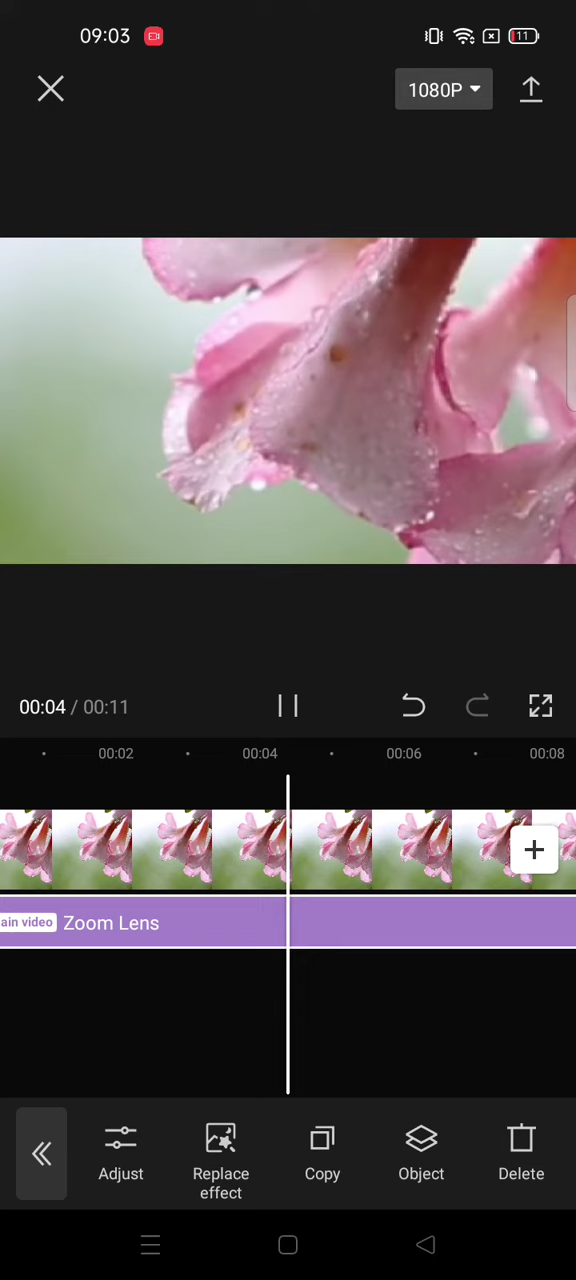 09:03
11
1080P
00:04 / 00:11
00:02 00:04 00:06 00:08
ain video Zoom Lens
Adjust
Replace effect
Copy
Object
Delete